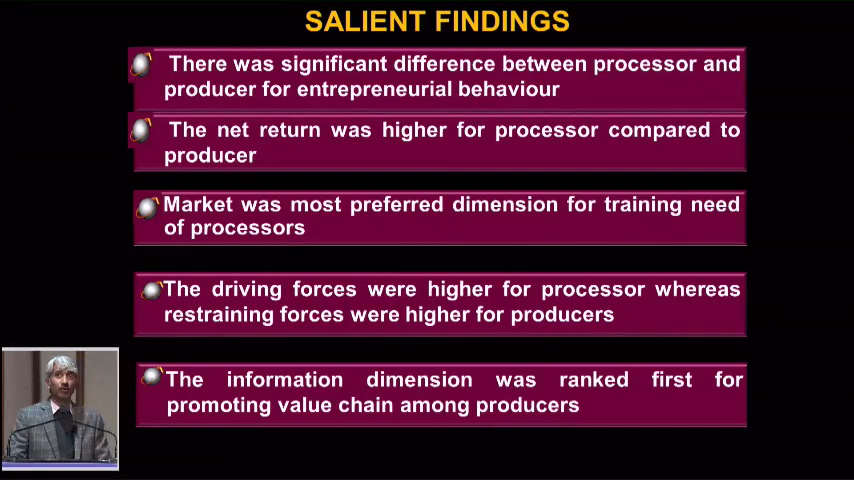 SALIENT FINDINGS
There was significant difference between processor and
producer for entrepreneurial behaviour
The net return was higher for processor compared to
producer
Market was most preferred dimension for training need
of processors
The driving forces were higher for processor whereas
restraining forces were higher for producers
The information dimension was ranked first for
promoting value chain among producers